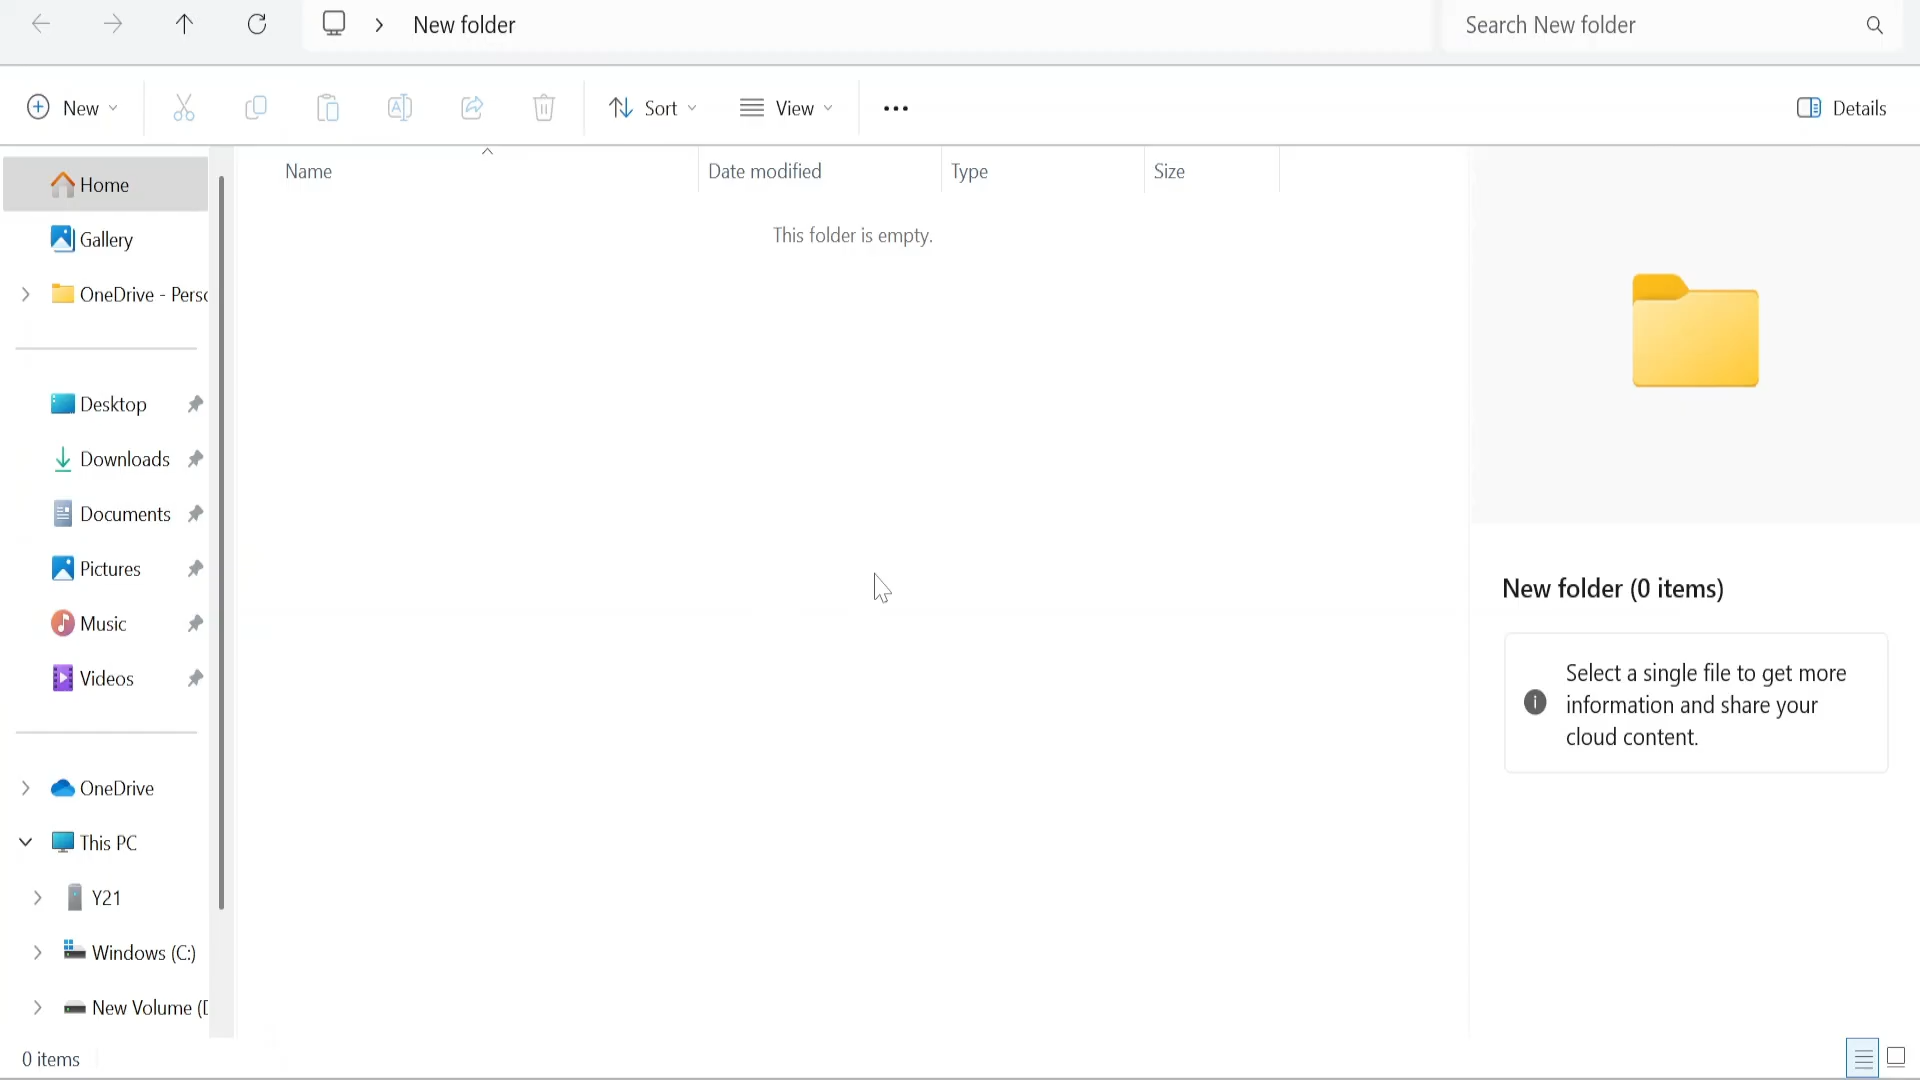 New folder
Search New folder
New
Sort
View
Details
Home
Gallery
OneDrive - Perso
Desktop
Downloads
Documents
Pictures
Music
Videos
OneDrive
This PC
Y21
Windows (C:)
New Volume (D
Name
Date modified
Type
Size
This folder is empty.
New folder (0 items)
Select a single file to get more
information and share your
cloud content.
0 items